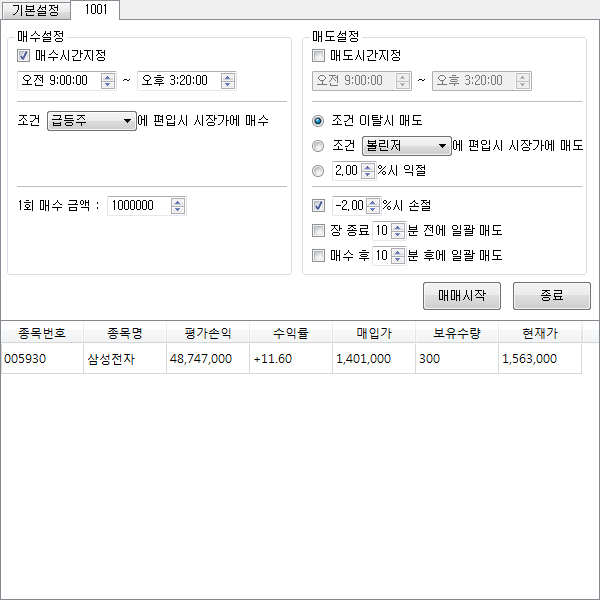 기본설정 1001
매수설정
매수시간지정
오전 9:00:00 ~ 오후 3:20:00
조건 급등주 에 편입시 시장가에 매수
1회 매수 금액 : 1000000
매도설정
매도시간지정
오전 9:00:00 ~ 오후 3:20:00
조건 이탈시 매도
조건 볼린저 에 편입시 시장가에 매도
2,00 %시 익절
-2,00 %시 손절
장 종료 10 분 전에 일괄 매도
매수 후 10 분 후에 일괄 매도
매매시작 종료
종목번호 종목명 평가손익 수익률 매입가 보유수량 현재가
005930 삼성전자 48,747,000 +11.60 1,401,000 300 1,563,000